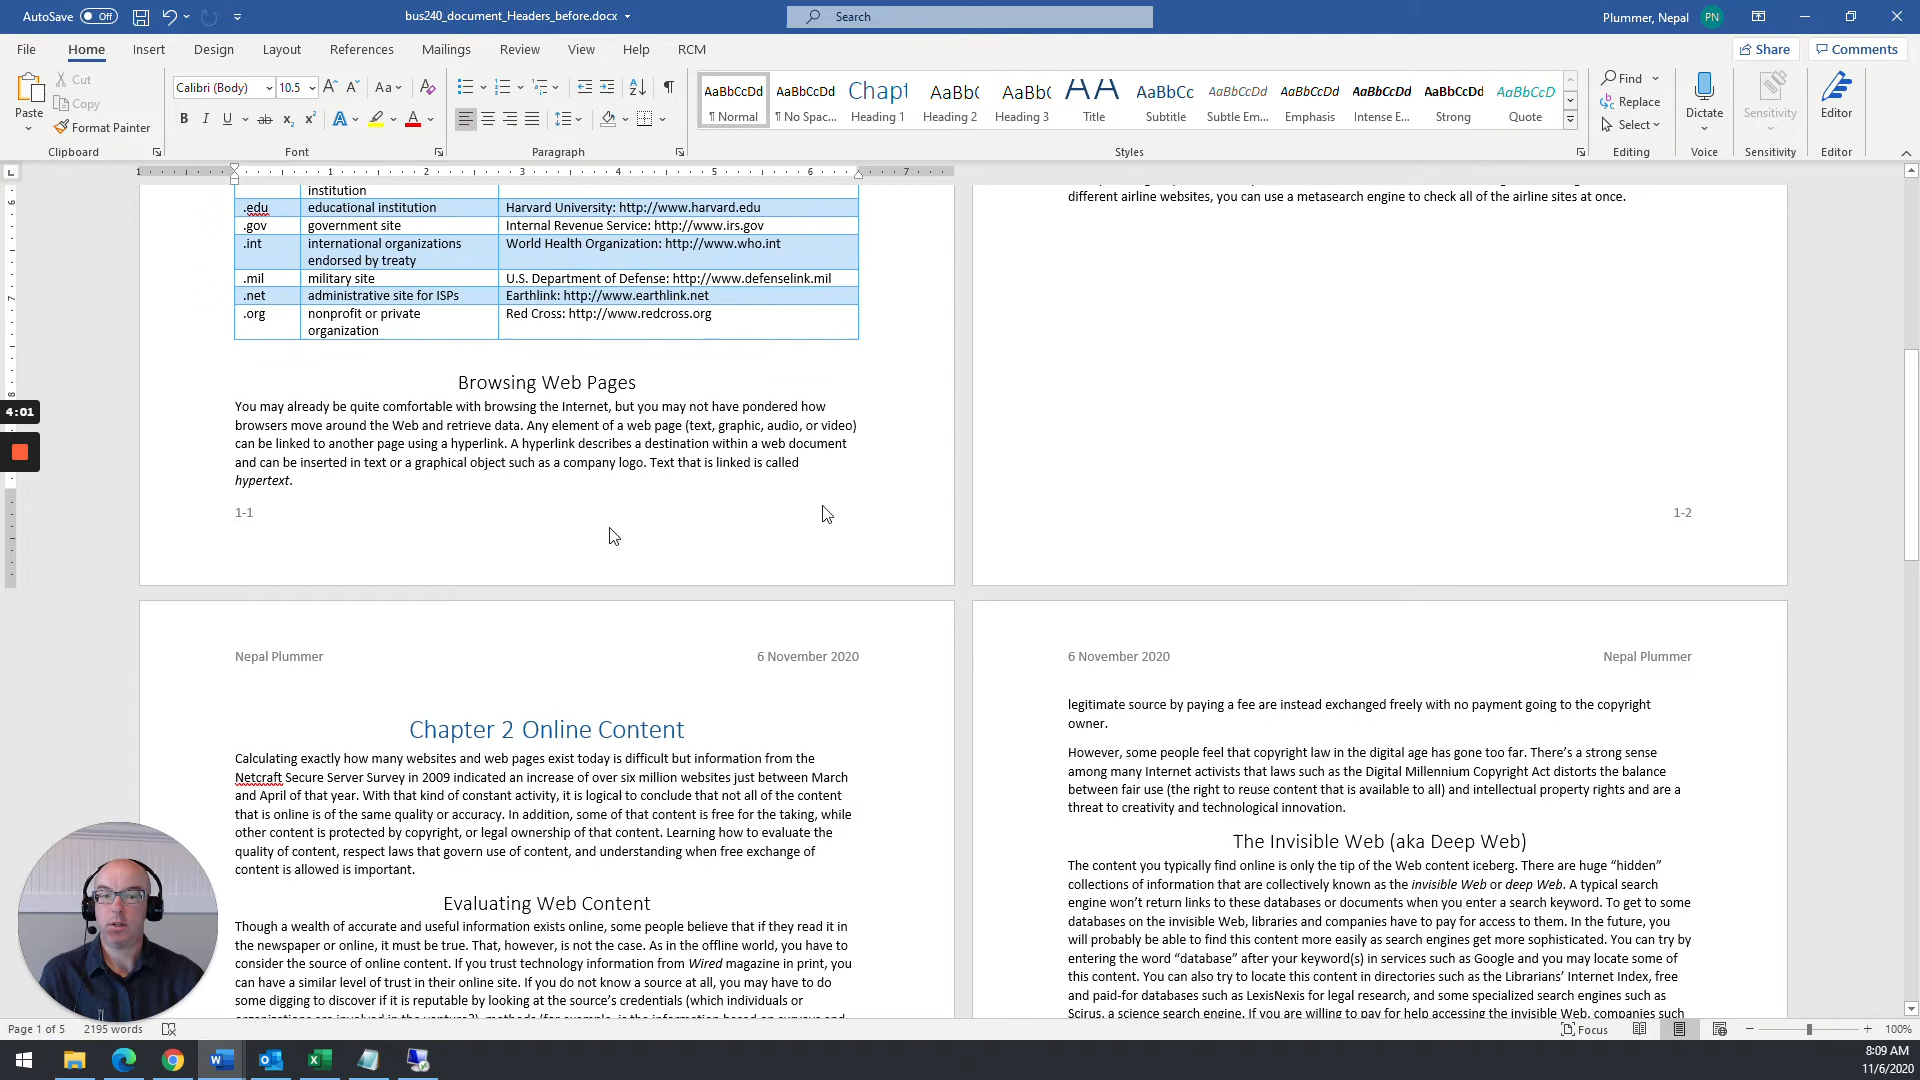 AutoSave Off
bus240_document_Headers_before.docx
Search
Plummer, Nepal PN
File Home Insert Design Layout References Mailings Review View Help RCM
Share Comments
Paste
Cut
Copy
Format Painter
Clipboard
Calibri (Body) 10.5
Font
Paragraph
AaBbCcDd AaBbCcDd Chapt AaBb( AaBb( AA AaBbCc AaBbCcDd AaBbCcDd AaBbCcDd AaBbCcDd AaBbCcD
¶ Normal ¶ No Spac... Heading 1 Heading 2 Heading 3 Title Subtitle Subtle Em... Emphasis Intense E... Strong Quote
Styles
Find
Replace
Select
Editing
Dictate
Voice
Sensitivity
Sensitivity
Editor
Editor
1 1 2 3 4 5 6 7
institution
.edu educational institution Harvard University: http://www.harvard.edu
.gov government site Internal Revenue Service: http://www.irs.gov
.int international organizations World Health Organization: http://www.who.int
endorsed by treaty
.mil military site U.S. Department of Defense: http://www.defenselink.mil
.net administrative site for ISPs Earthlink: http://www.earthlink.net
.org nonprofit or private Red Cross: http://www.redcross.org
organization
Browsing Web Pages
You may already be quite comfortable with browsing the Internet, but you may not have pondered how
browsers move around the Web and retrieve data. Any element of a web page (text, graphic, audio, or video)
can be linked to another page using a hyperlink. A hyperlink describes a destination within a web document
and can be inserted in text or a graphical object such as a company logo. Text that is linked is called
hypertext.
1-1
different airline websites, you can use a metasearch engine to check all of the airline sites at once.
1-2
4:01
Nepal Plummer 6 November 2020
Chapter 2 Online Content
Calculating exactly how many websites and web pages exist today is difficult but information from the
Netcraft Secure Server Survey in 2009 indicated an increase of over six million websites just between March
and April of that year. With that kind of constant activity, it is logical to conclude that not all of the content
that is online is of the same quality or accuracy. In addition, some of that content is free for the taking, while
other content is protected by copyright, or legal ownership of that content. Learning how to evaluate the
quality of content, respect laws that govern use of content, and understanding when free exchange of
content is allowed is important.
Evaluating Web Content
Though a wealth of accurate and useful information exists online, some people believe that if they read it in
the newspaper or online, it must be true. That, however, is not the case. As in the offline world, you have to
consider the source of online content. If you trust technology information from Wired magazine in print, you
can have a similar level of trust in their online site. If you do not know a source at all, you may have to do
some digging to discover if it is reputable by looking at the source's credentials (which individuals or
6 November 2020 Nepal Plummer
legitimate source by paying a fee are instead exchanged freely with no payment going to the copyright
owner.
However, some people feel that copyright law in the digital age has gone too far. There's a strong sense
among many Internet activists that laws such as the Digital Millennium Copyright Act distorts the balance
between fair use (the right to reuse content that is available to all) and intellectual property rights and are a
threat to creativity and technological innovation.
The Invisible Web (aka Deep Web)
The content you typically find online is only the tip of the Web content iceberg. There are huge “hidden”
collections of information that are collectively known as the invisible Web or deep Web. A typical search
engine won't return links to these databases or documents when you enter a search keyword. To get to some
databases on the invisible Web, libraries and companies have to pay for access to them. In the future, you
will probably be able to find this content more easily as search engines get more sophisticated. You can try by
entering the word “database” after your keyword(s) in services such as Google and you may locate some of
this content. You can also try to locate this content in directories such as the Librarians' Internet Index, free
and paid-for databases such as LexisNexis for legal research, and some specialized search engines such as
Scirus, a science search engine. If you are willing to pay for help accessing the invisible Web, companies such
Page 1 of 5 2195 words
Focus
100%
8:09 AM
11/6/2020